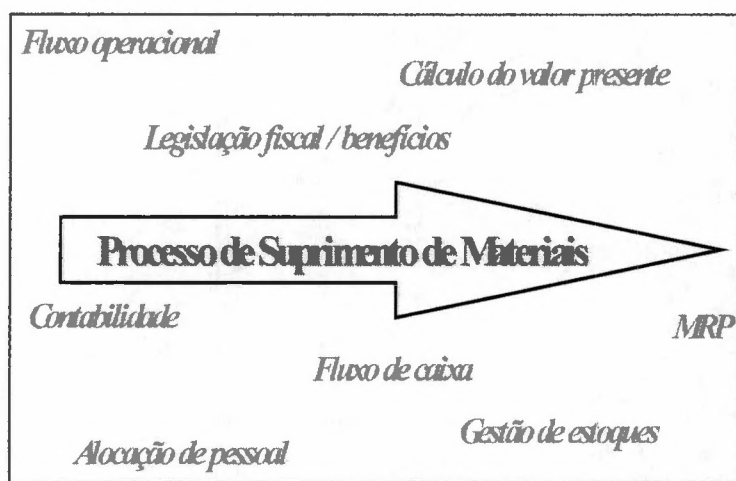 Fluxo operacional
Cálculo do valor presente
Legislação fiscal / benefícios
Processo de Suprimento de Materiais
Contabilidade
MRP
Fluxo de caixa
Gestão de estoques
Alocação de pessoal